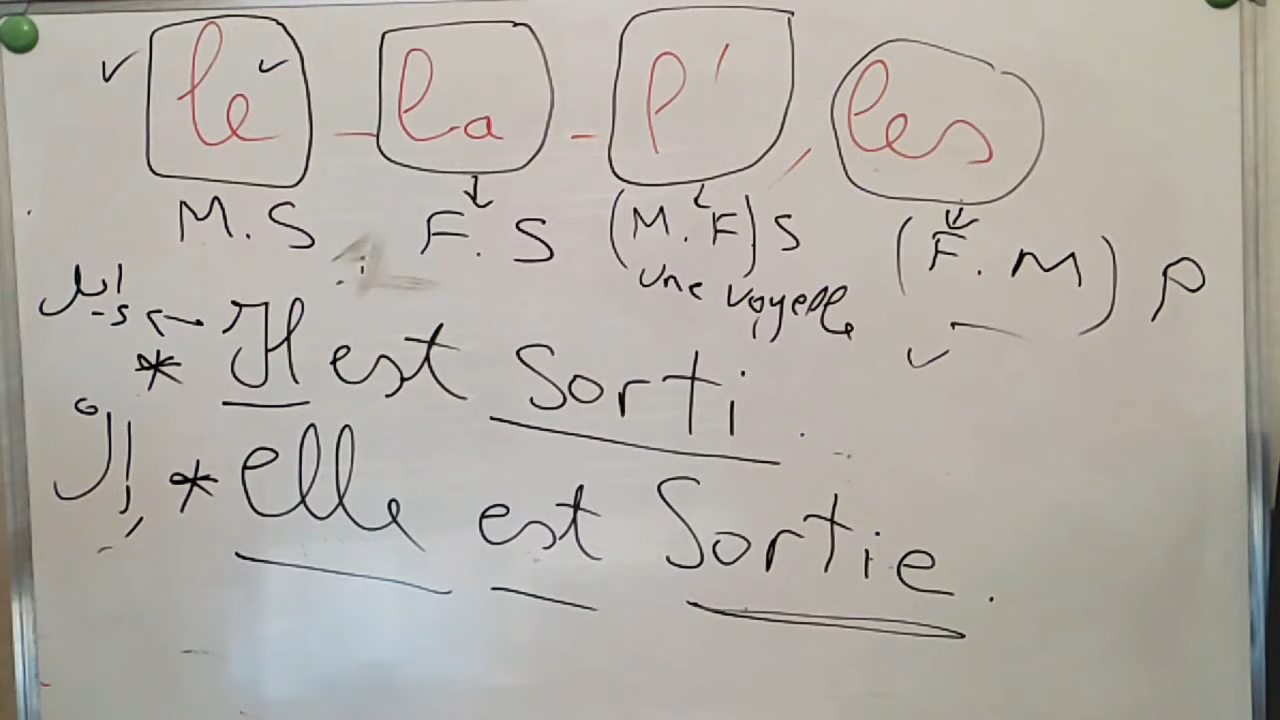 le - la - l' , les
M.S F.S (M.F) S (F.M) P
une voyelle
* Il est sorti.
* elle est sortie.